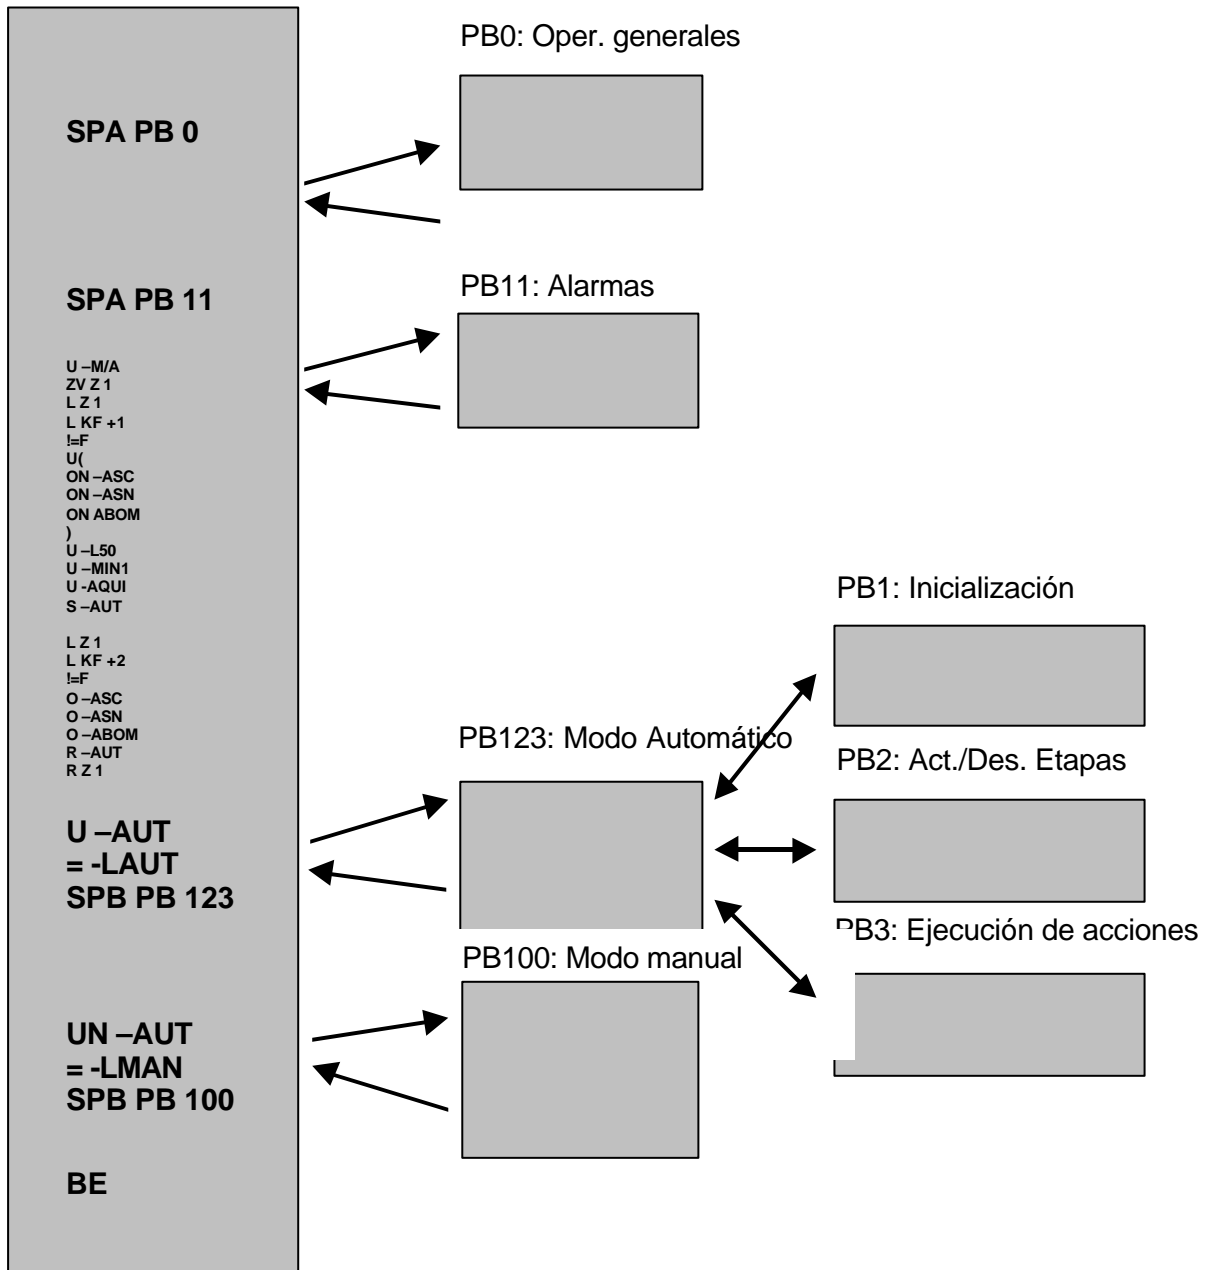 SPA PB 0
SPA PB 11
U –M/A
ZV Z 1
L Z 1
L KF +1
!=F
U(
ON –ASC
ON –ASN
ON ABOM
)
U –L50
U –MIN1
U -AQUI
S –AUT
L Z 1
L KF +2
!=F
O –ASC
O –ASN
O –ABOM
R –AUT
R Z 1
U –AUT
= -LAUT
SPB PB 123
UN –AUT
= -LMAN
SPB PB 100
BE
PB0: Oper. generales
PB11: Alarmas
PB123: Modo Automático
PB100: Modo manual
PB1: Inicialización
PB2: Act./Des. Etapas
PB3: Ejecución de acciones